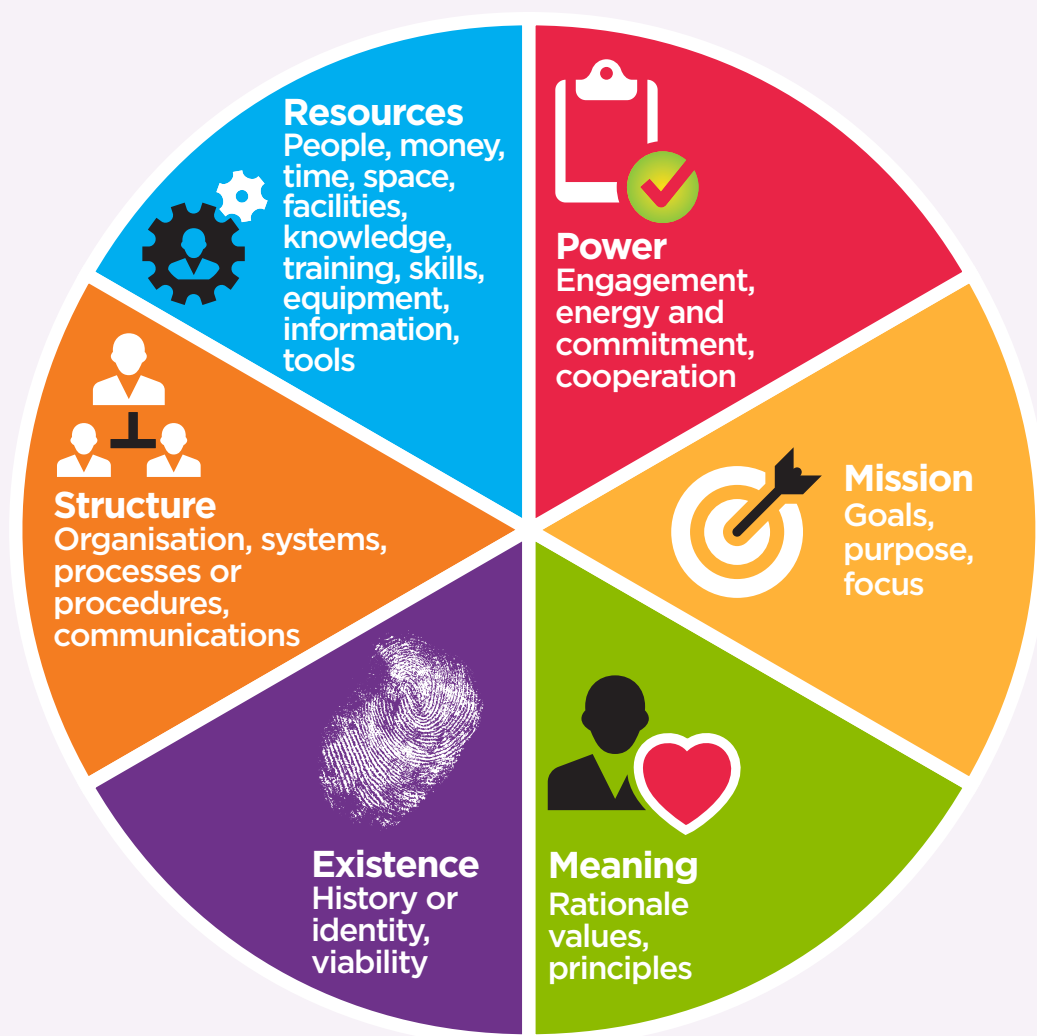 Resources
People, money,
time, space,
facilities,
knowledge,
training, skills,
equipment,
information,
tools
Power
Engagement,
energy and
commitment,
cooperation
Mission
Goals,
purpose,
focus
Meaning
Rationale
values,
principles
Existence
History or
identity,
viability
Structure
Organisation, systems,
processes or
procedures,
communications